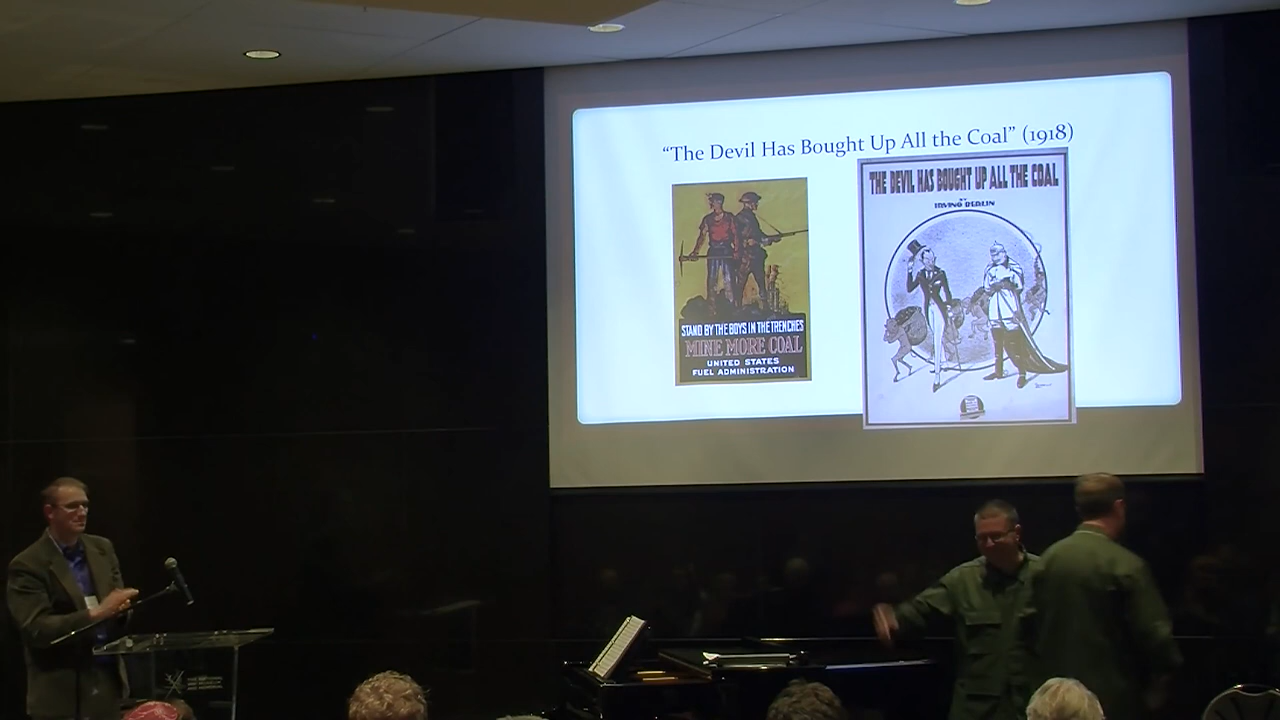 “The Devil Has Bought Up All the Coal” (1918)
STAND BY THE BOYS IN THE TRENCHES
MINE MORE COAL
UNITED STATES
FUEL ADMINISTRATION
THE DEVIL HAS BOUGHT UP ALL THE COAL
BY
IRVING BERLIN